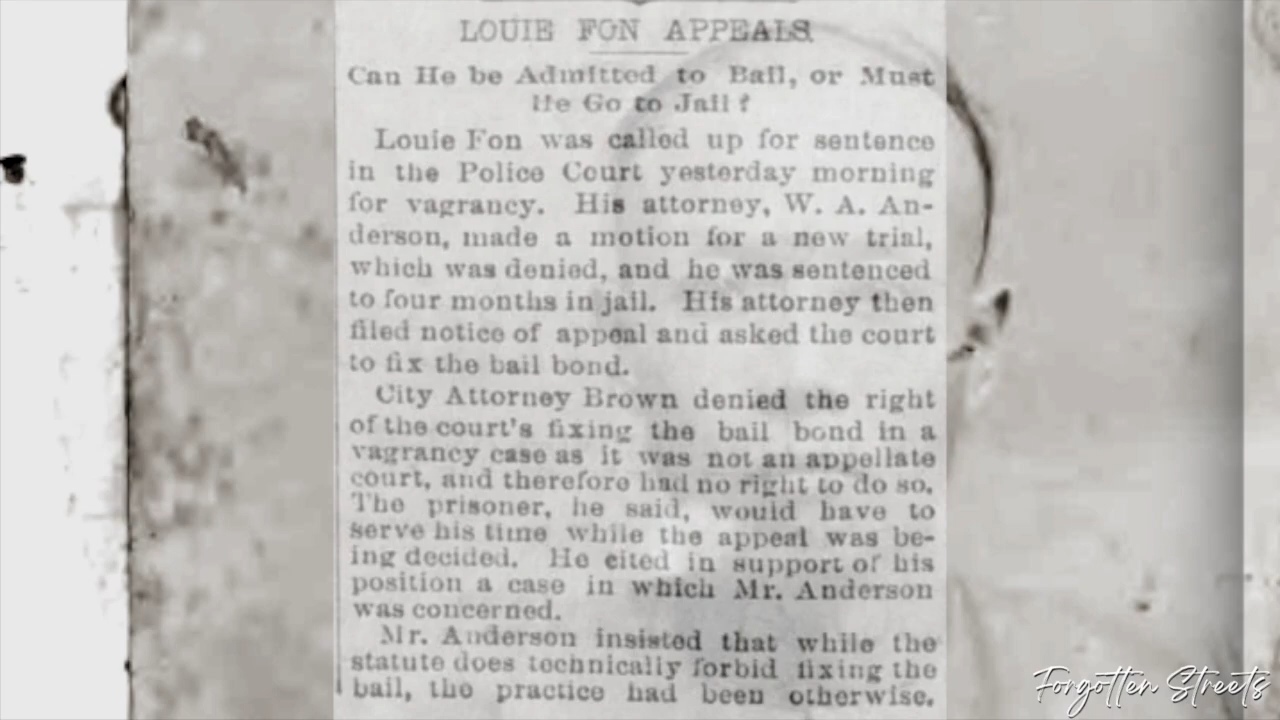 LOUIE FON APPEALS.
Can He be Admitted to Bail, or Must
He Go to Jail?
Louie Fon was called up for sentence
in the Police Court yesterday morning
for vagrancy. His attorney, W. A. An-
derson, made a motion for a new trial,
which was denied, and he was sentenced
to four months in jail. His attorney then
filed notice of appeal and asked the court
to fix the bail bond.
City Attorney Brown denied the right
of the court's fixing the bail bond in a
vagrancy case as it was not an appellate
court, and therefore had no right to do so.
The prisoner, he said, would have to
serve his time while the appeal was be-
ing decided. He cited in support of his
position a case in which Mr. Anderson
was concerned.
Mr. Anderson insisted that while the
statute does technically forbid fixing the
bail, the practice had been otherwise.
Forgotten Streets